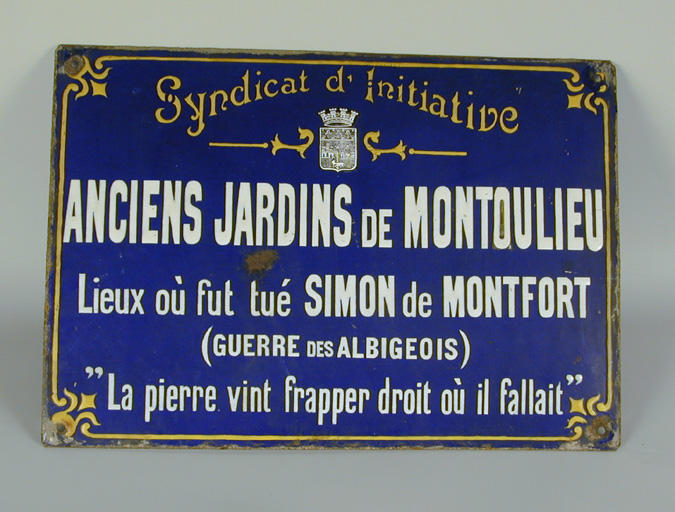 Syndicat d' Initiative
ANCIENS JARDINS DE MONTOULIEU
Lieux où fut tué SIMON de MONTFORT
(GUERRE DES ALBIGEOIS)
"La pierre vint frapper droit où il fallait"